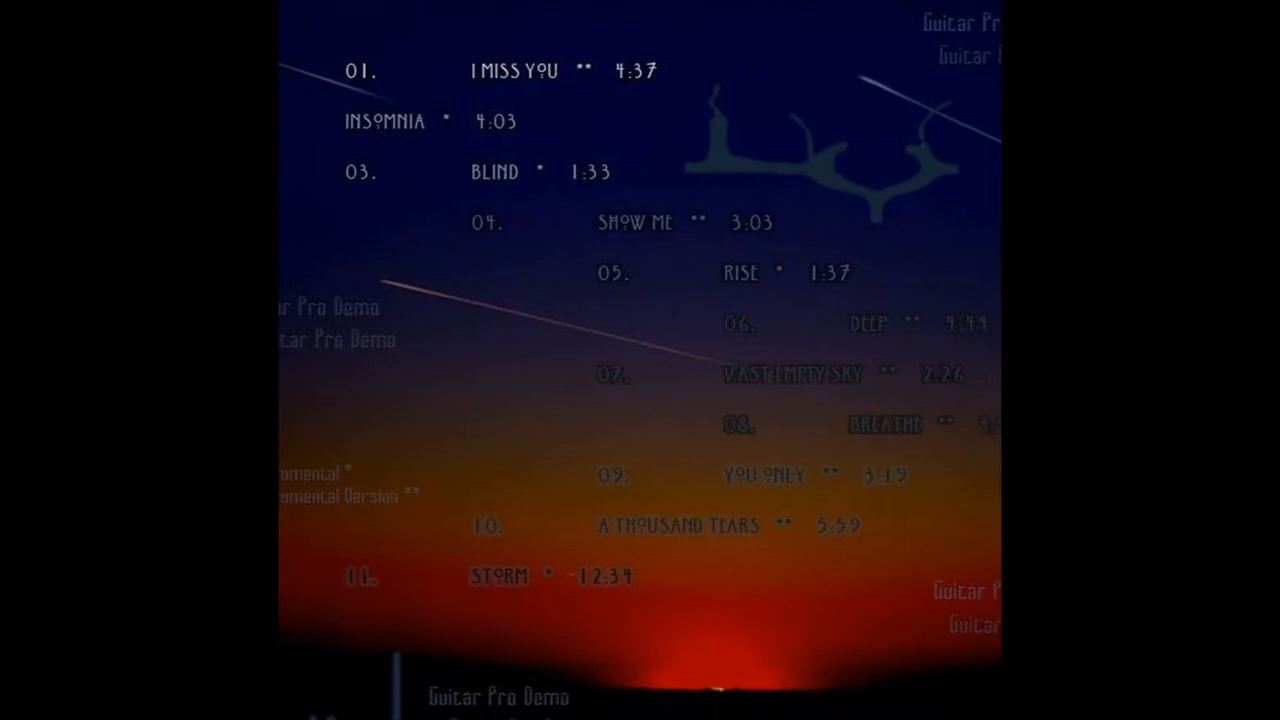 Guitar Pr
Guitar
01. I MISS YOU ** 4:37
INSOMNIA * 4:03
03. BLIND * 1:33
04. SHOW ME ** 3:03
05. RISE * 1:37
ar Pro Demo
06. DEEP ** 4:44
tar Pro Demo
07. VAST EMPTY SKY ** 2:26
08. BREATHE ** 4:
umental *
09. YOU ONLY ** 3:19
umental Version **
10. A THOUSAND TEARS ** 5:59
11. STORM * 12:34
Guitar P
Guitar
Guitar Pro Demo